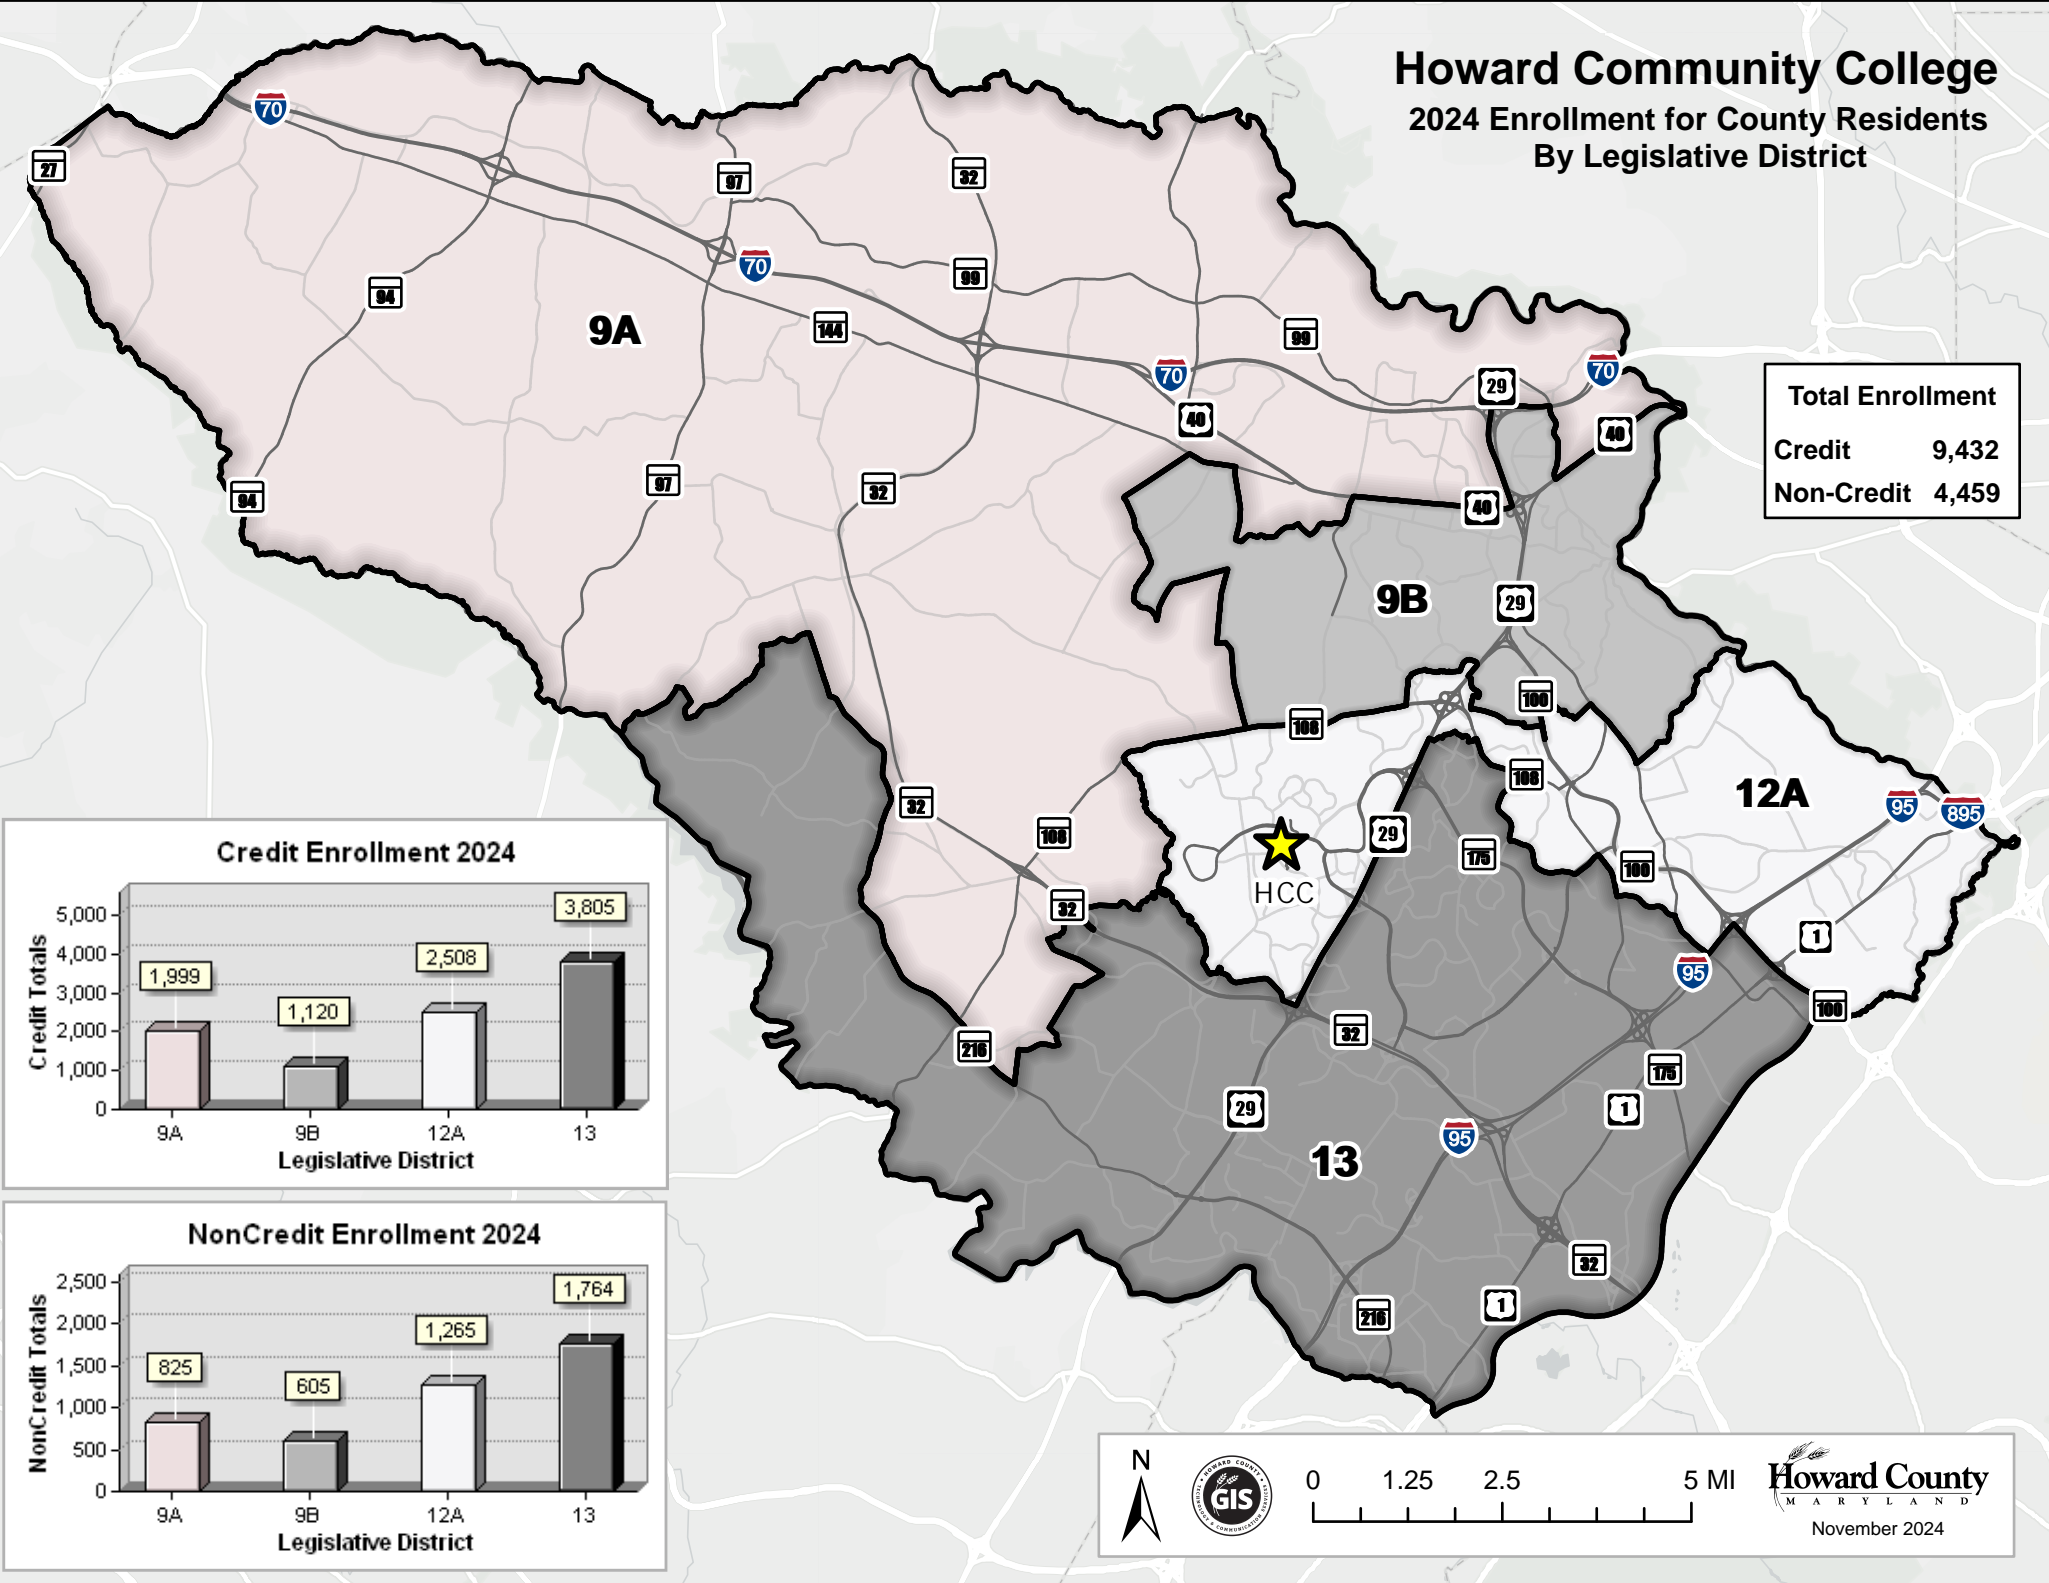 Howard Community College
2024 Enrollment for County Residents
By Legislative District
70
27
97
32
94
70
99
9A
144
99
70
29
70
40
40
94
97
32
40
9B
29
100
108
108
12A
95
895
32
108
29
175
100
HCC
32
1
95
100
216
32
175
29
1
13
95
32
216
1
Total Enrollment
Credit 9,432
Non-Credit 4,459
Credit Enrollment 2024
Credit Totals
5,000
4,000
3,000
2,000
1,000
0
1,999
1,120
2,508
3,805
9A 9B 12A 13
Legislative District
NonCredit Enrollment 2024
NonCredit Totals
2,500
2,000
1,500
1,000
500
0
825
605
1,265
1,764
9A 9B 12A 13
Legislative District
N
HOWARD COUNTY
GIS
TECHNOLOGY & COMMUNICATION SERVICES
0 1.25 2.5 5 MI
Howard County
MARYLAND
November 2024